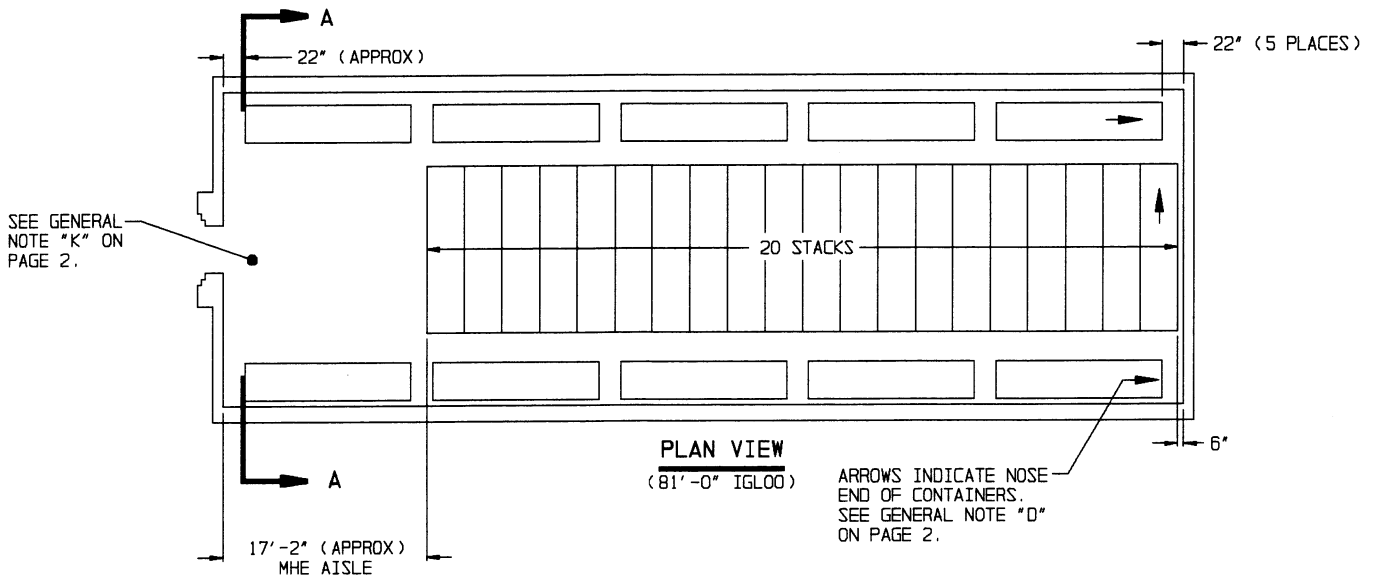 A
22" (APPROX)
22" (5 PLACES)
SEE GENERAL
NOTE "K" ON
PAGE 2.
20 STACKS
PLAN VIEW
(81'-0" IGLOO)
6"
A
ARROWS INDICATE NOSE
END OF CONTAINERS.
SEE GENERAL NOTE "D"
ON PAGE 2.
17'-2" (APPROX)
MHE AISLE